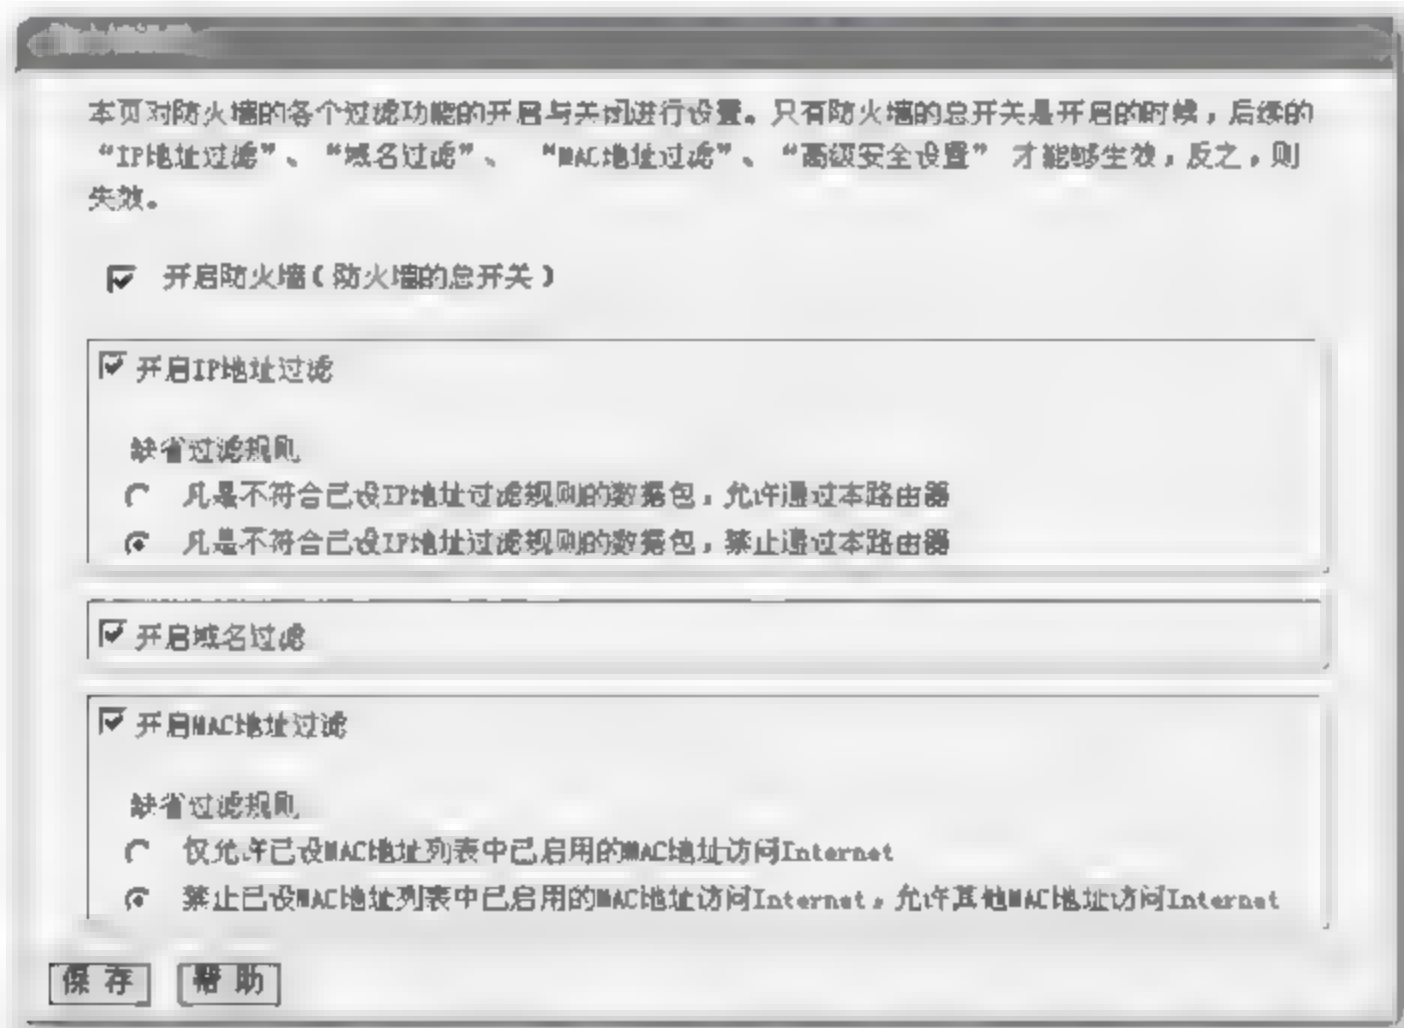 本页对防火墙的各个过滤功能的开启与关闭进行设置。只有防火墙的总开关是开启的时候，后续的
“IP地址过滤”、“域名过滤”、 “MAC地址过滤”、“高级安全设置” 才能够生效，反之，则
失效。
开启防火墙(防火墙的总开关)
开启IP地址过滤
缺省过滤规则
凡是不符合已设IP地址过滤规则的数据包，允许通过本路由器
凡是不符合已设IP地址过滤规则的数据包，禁止通过本路由器
开启域名过滤
开启MAC地址过滤
缺省过滤规则
仅允许已设MAC地址列表中已启用的MAC地址访问Internet
禁止已设MAC地址列表中已启用的MAC地址访问Internet，允许其他MAC地址访问Internet
保 存
帮 助